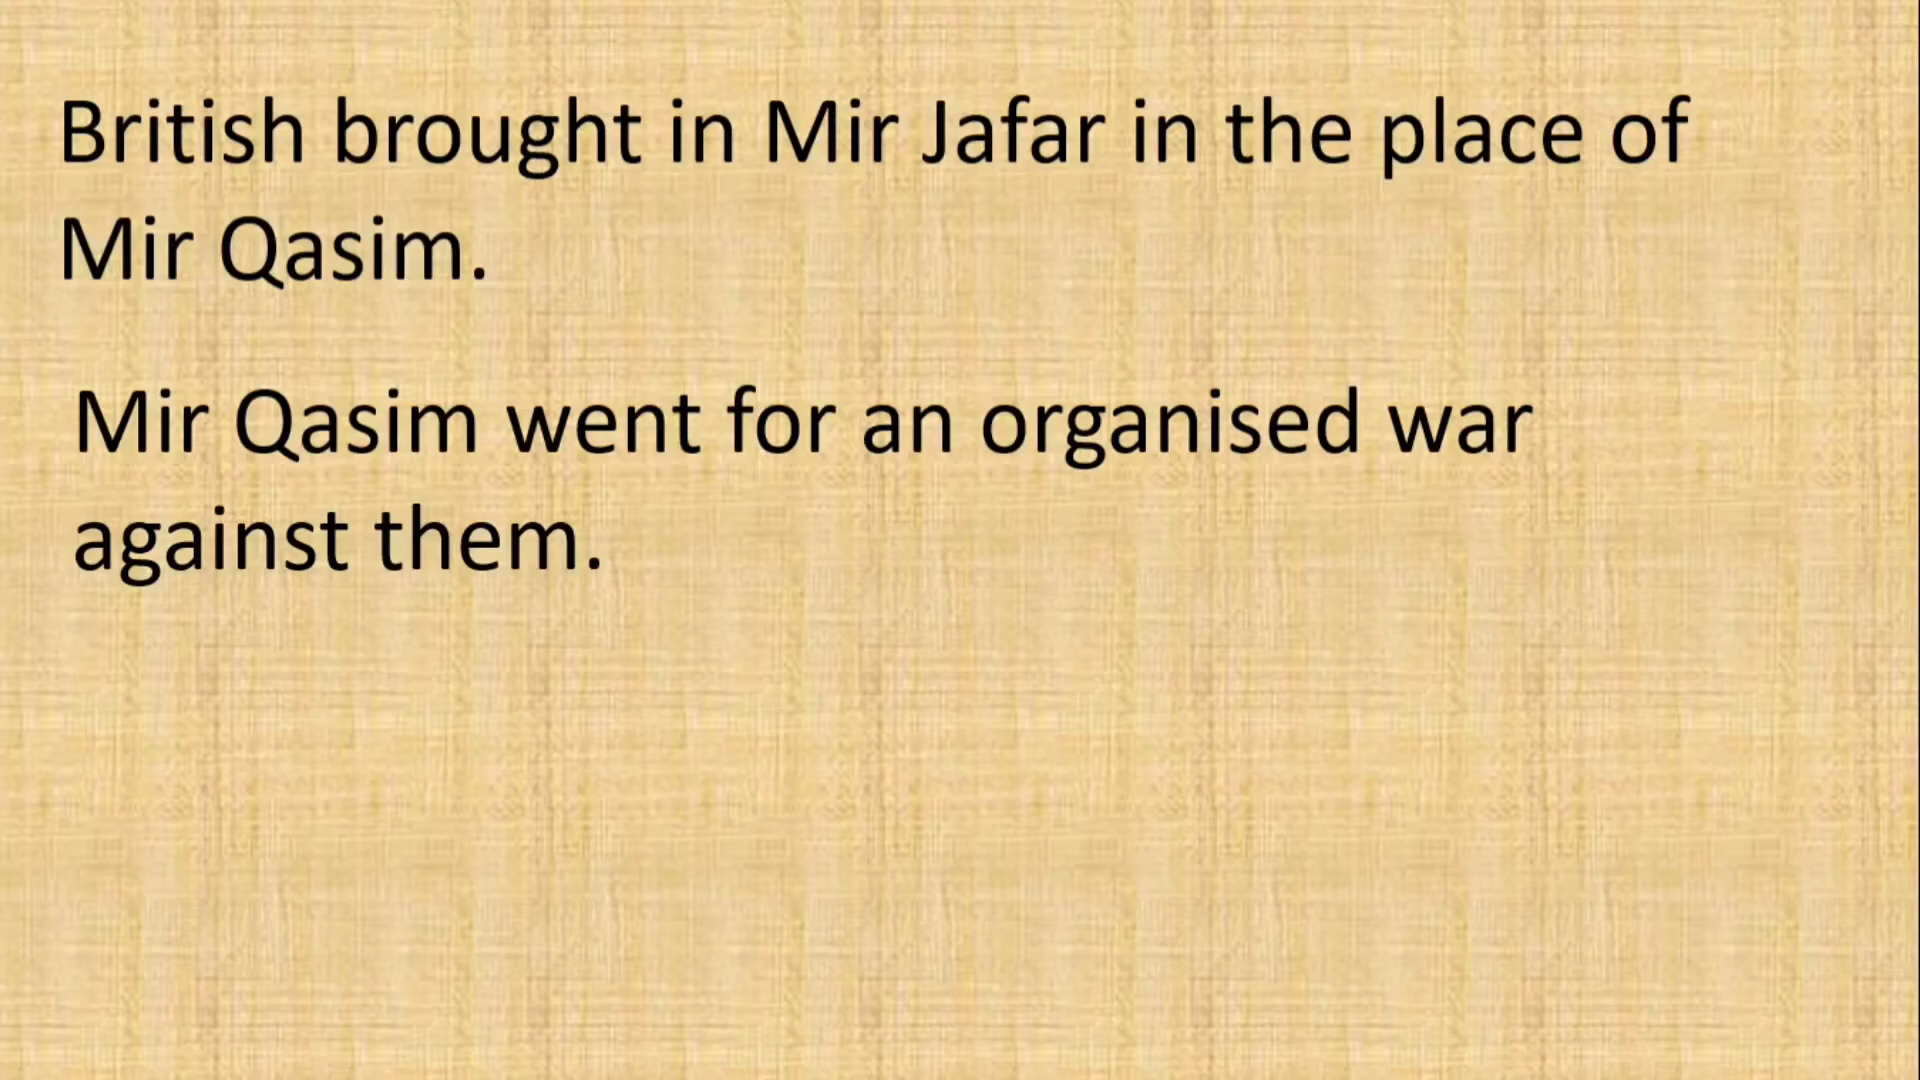 British brought in Mir Jafar in the place of
Mir Qasim.
Mir Qasim went for an organised war
against them.